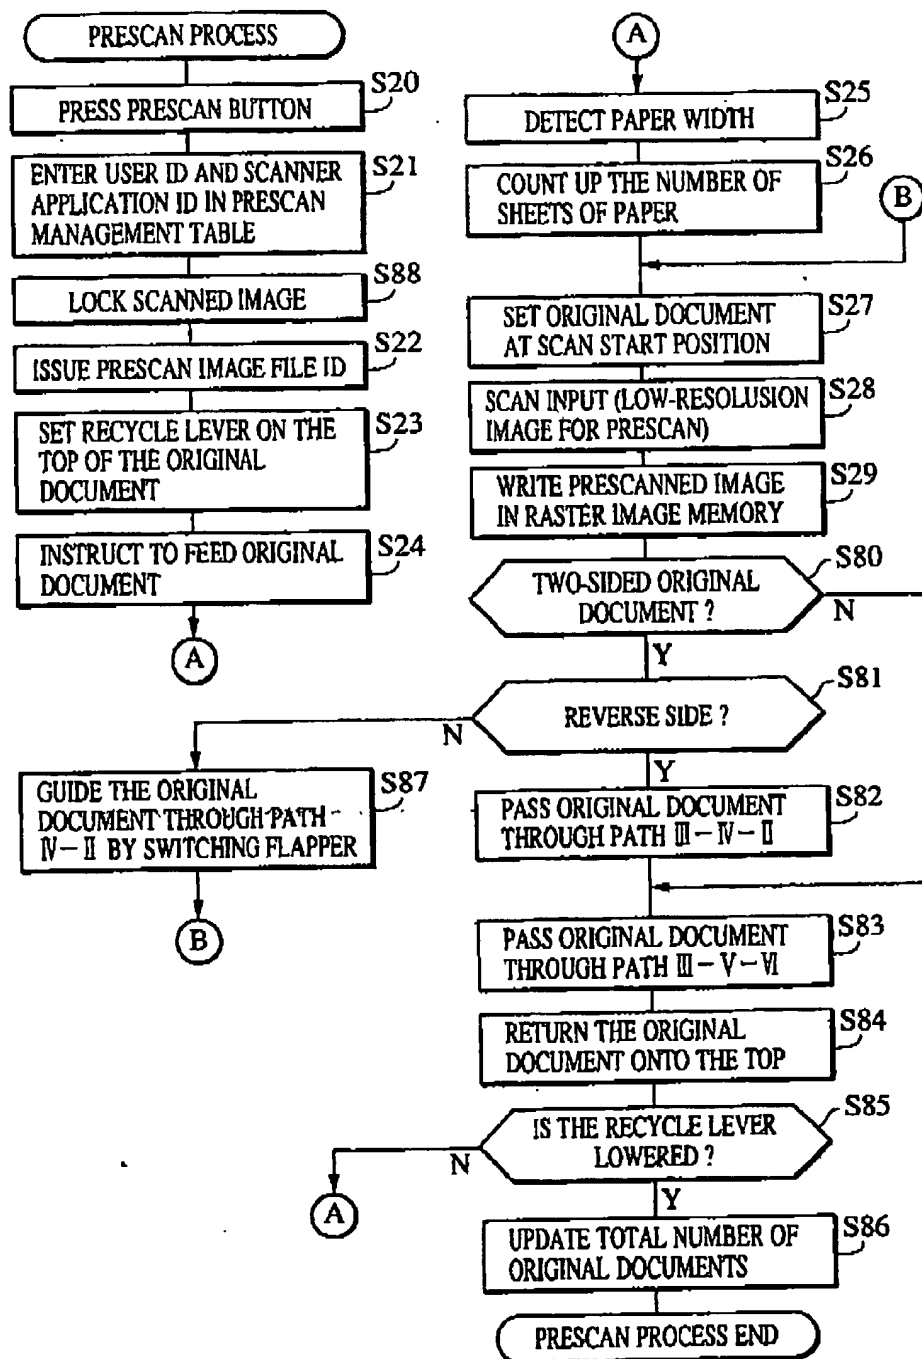 PRESCAN PROCESS
S20
PRESS PRESCAN BUTTON
S21
ENTER USER ID AND SCANNER
APPLICATION ID IN PRESCAN
MANAGEMENT TABLE
S88
LOCK SCANNED IMAGE
S22
ISSUE PRESCAN IMAGE FILE ID
S23
SET RECYCLE LEVER ON THE
TOP OF THE ORIGINAL
DOCUMENT
S24
INSTRUCT TO FEED ORIGINAL
DOCUMENT
A
A
S25
DETECT PAPER WIDTH
S26
COUNT UP THE NUMBER OF
SHEETS OF PAPER
B
S27
SET ORIGINAL DOCUMENT
AT SCAN START POSITION
S28
SCAN INPUT (LOW-RESOLUSION
IMAGE FOR PRESCAN)
S29
WRITE PRESCANNED IMAGE
IN RASTER IMAGE MEMORY
S80
TWO-SIDED ORIGINAL
DOCUMENT ?
N
Y
S81
REVERSE SIDE ?
N
Y
S87
GUIDE THE ORIGINAL
DOCUMENT THROUGH PATH-
Ⅳ-Ⅱ BY SWITCHING FLAPPER
B
S82
PASS ORIGINAL DOCUMENT
THROUGH PATH Ⅲ-Ⅳ-Ⅱ
S83
PASS ORIGINAL DOCUMENT
THROUGH PATH Ⅲ-Ⅴ-Ⅵ
S84
RETURN THE ORIGINAL
DOCUMENT ONTO THE TOP
S85
IS THE RECYCLE LEVER
LOWERED ?
N
A
Y
S86
UPDATE TOTAL NUMBER OF
ORIGINAL DOCUMENTS
PRESCAN PROCESS END